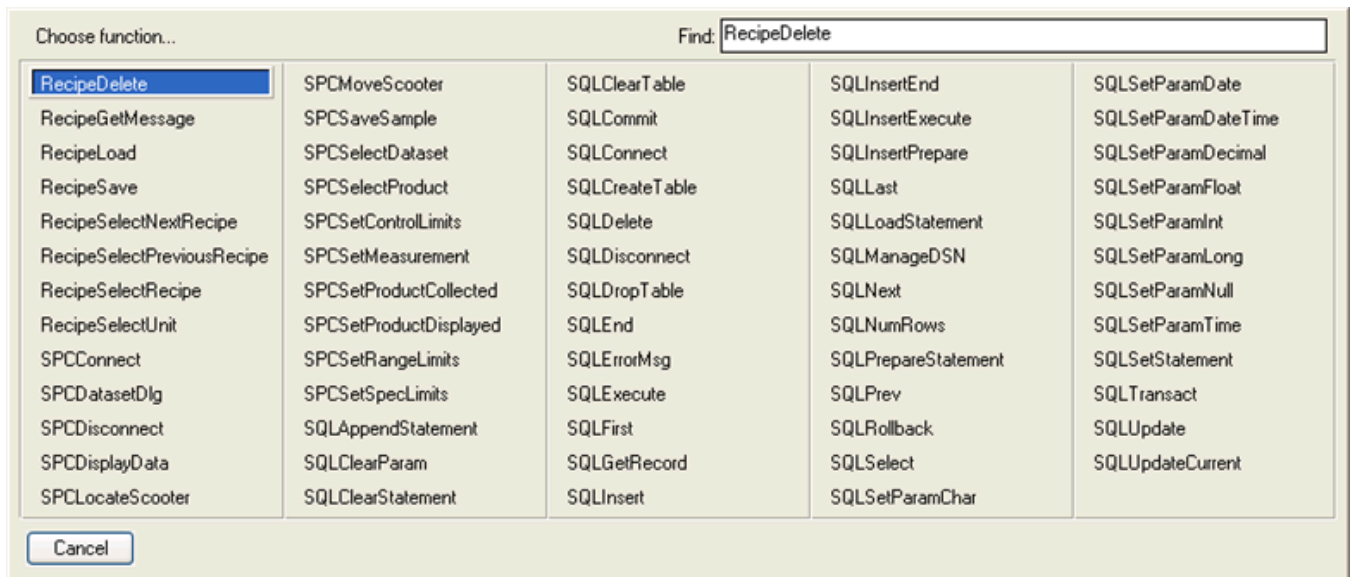 Choose function...
Find: RecipeDelete
RecipeDelete
RecipeGetMessage
RecipeLoad
RecipeSave
RecipeSelectNextRecipe
RecipeSelectPreviousRecipe
RecipeSelectRecipe
RecipeSelectUnit
SPCConnect
SPCDatasetDlg
SPCDisconnect
SPCDisplayData
SPCLocateScooter
SPCMoveScooter
SPCSaveSample
SPCSelectDataset
SPCSelectProduct
SPCSetControlLimits
SPCSetMeasurement
SPCSetProductCollected
SPCSetProductDisplayed
SPCSetRangeLimits
SPCSetSpecLimits
SQLAppendStatement
SQLClearParam
SQLClearStatement
SQLClearTable
SQLCommit
SQLConnect
SQLCreateTable
SQLDelete
SQLDisconnect
SQLDropTable
SQLEnd
SQLErrorMsg
SQLExecute
SQLFirst
SQLGetRecord
SQLInsert
SQLInsertEnd
SQLInsertExecute
SQLInsertPrepare
SQLLast
SQLLoadStatement
SQLManageDSN
SQLNext
SQLNumRows
SQLPrepareStatement
SQLPrev
SQLRollback
SQLSelect
SQLSetParamChar
SQLSetParamDate
SQLSetParamDateTime
SQLSetParamDecimal
SQLSetParamFloat
SQLSetParamInt
SQLSetParamLong
SQLSetParamNull
SQLSetParamTime
SQLSetStatement
SQLTransact
SQLUpdate
SQLUpdateCurrent
Cancel